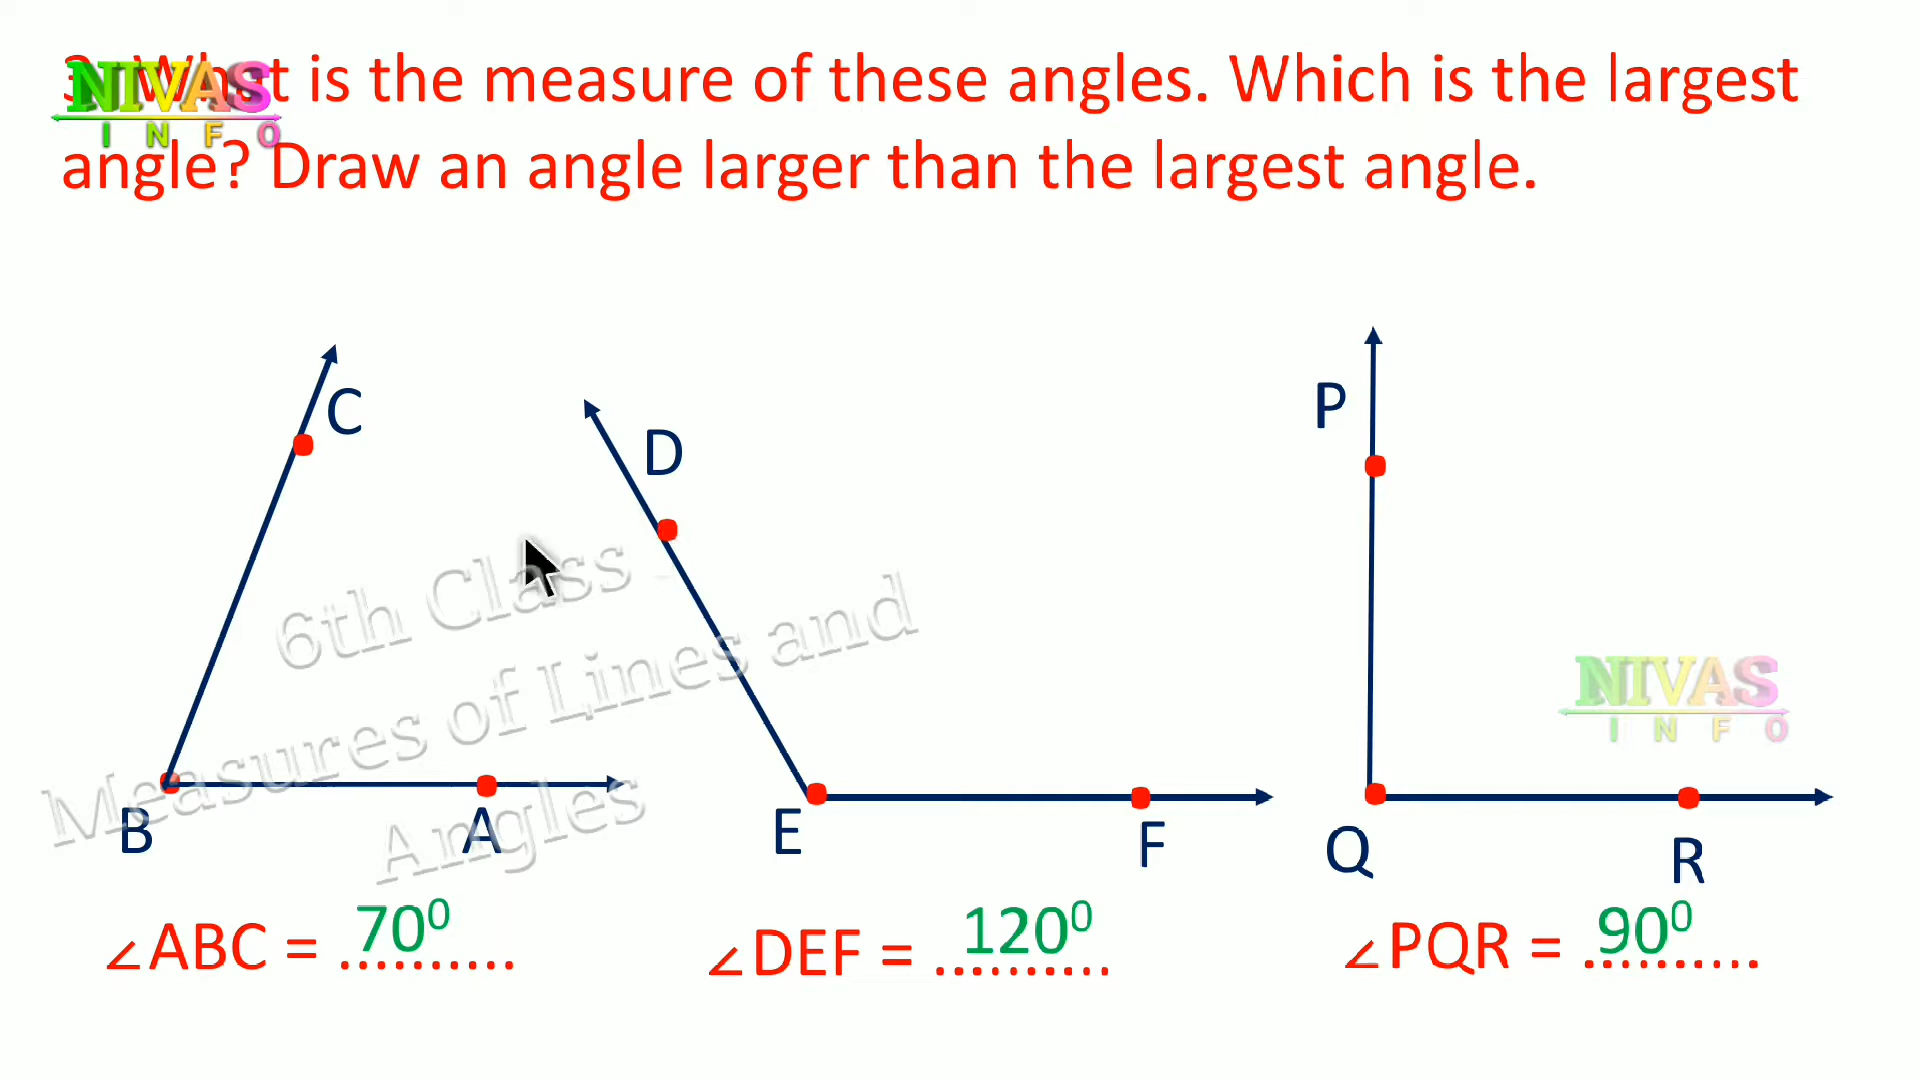 NIVAS
INFO
3. What is the measure of these angles. Which is the largest
angle? Draw an angle larger than the largest angle.
C
D
P
6th Class
Measures of Lines and
Angles
NIVAS
INFO
B
A
E
F
Q
R
∠ABC = 70⁰ ..........
∠DEF = 120⁰ ..........
∠PQR = 90⁰ ..........